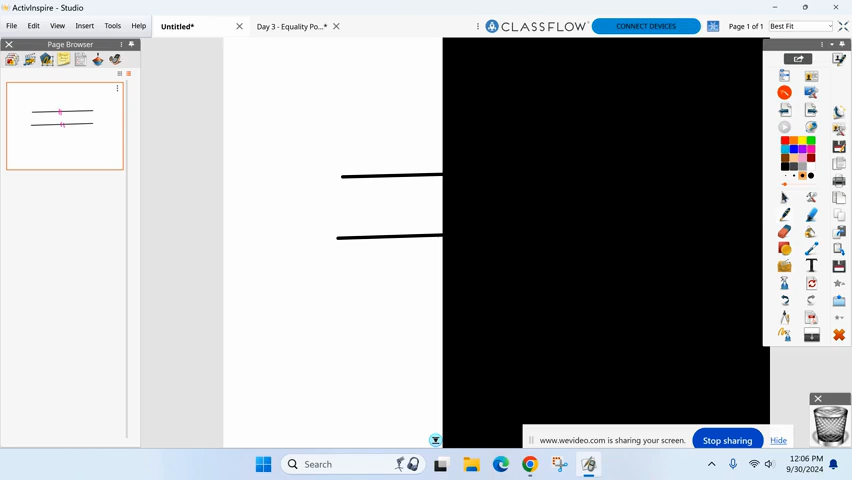 ActivInspire - Studio
File Edit View Insert Tools Help
Untitled*
Day 3 - Equality Po...*
CLASSFLOW
CONNECT DEVICES
Page 1 of 1
Best Fit
Page Browser
T
www.wevideo.com is sharing your screen.
Stop sharing
Hide
Search
12:06 PM
9/30/2024